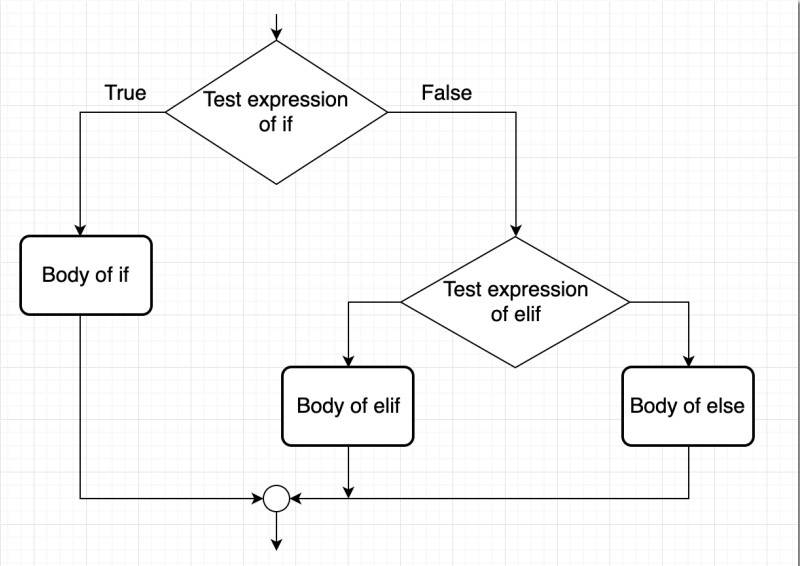 True
False
Test expression
of if
Body of if
Test expression
of elif
Body of elif
Body of else